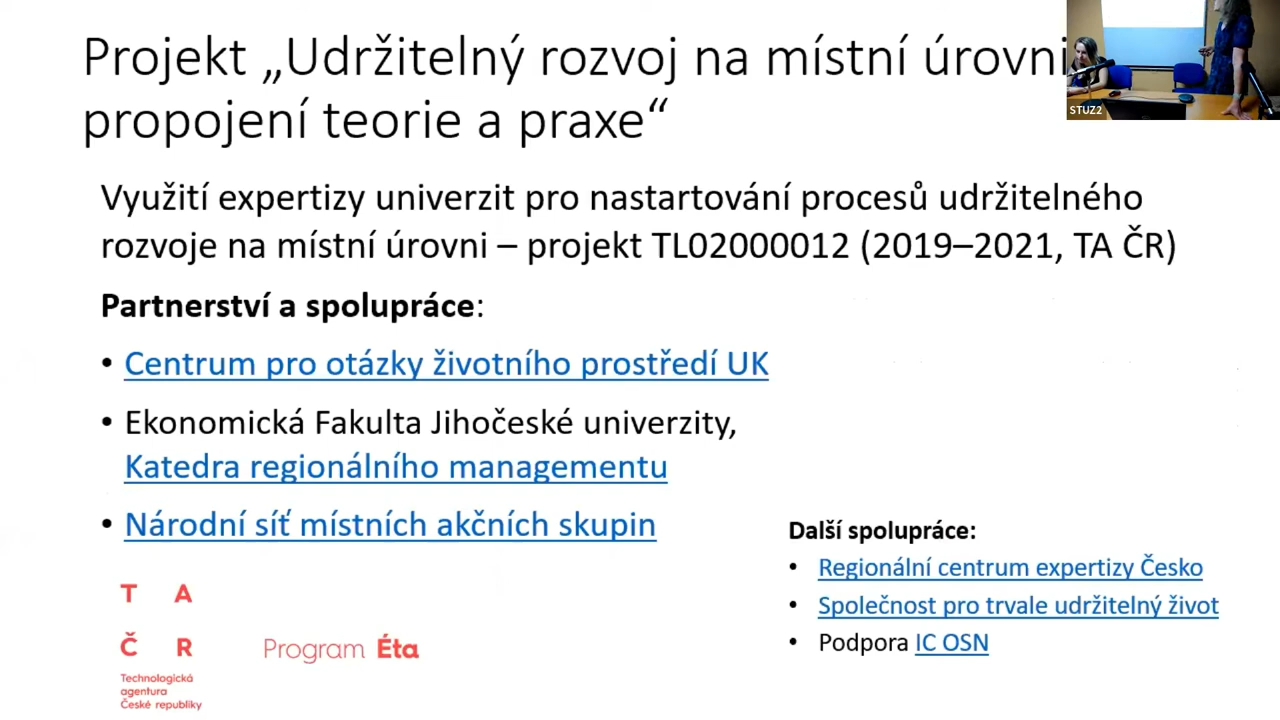 Projekt „Udržitelný rozvoj na místní úrovni
propojení teorie a praxe“
STUZ2
Využití expertizy univerzit pro nastartování procesů udržitelného
rozvoje na místní úrovni – projekt TL02000012 (2019–2021, TA ČR)
Partnerství a spolupráce:
• Centrum pro otázky životního prostředí UK
• Ekonomická Fakulta Jihočeské univerzity,
Katedra regionálního managementu
• Národní síť místních akčních skupin
Další spolupráce:
• Regionální centrum expertizy Česko
• Společnost pro trvale udržitelný život
• Podpora IC OSN
T A
Č R
Technologická
agentura
České republiky
Program Éta